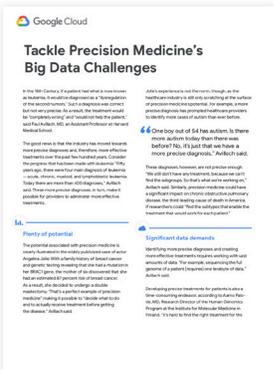 Google Cloud
Tackle Precision Medicine's
Big Data Challenges
In the 16th Century, if a patient had what is now known
as leukemia, it would be diagnosed as a "dysregulation
of the second humors." Such a diagnosis was correct
but not very precise. As a result, the treatment would
be "completely wrong" and "would not help the patient,"
said Paul Avillach, MD, an Assistant Professor at Harvard
Medical School.
The good news is that the industry has moved towards
more precise diagnoses and, therefore, more effective
treatments over the past few hundred years. Consider
the progress that has been made with leukemia: "Fifty
years ago, there were four main diagnosis of leukemia
– acute, chronic, myeloid, and lymphoblastic leukemia.
Today there are more than 400 diagnoses," Avillach
said. These more precise diagnoses, in turn, make it
possible for providers to administer more effective
treatments.
Plenty of potential
The potential associated with precision medicine is
clearly illustrated in the widely publicized case of actor
Angelina Jolie. With a family history of breast cancer
and genetic testing revealing that she had a mutation in
her BRAC1 gene, the mother of six discovered that she
had an estimated 87 percent risk of breast cancer.
As a result, she decided to undergo a double
mastectomy. "That's a perfect example of precision
medicine" making it possible to "decide what to do
and to actually receive treatment before getting
the disease," Avillach said.
Jolie's experience is not the norm, though, as the
healthcare industry is still only scratching at the surface
of precision medicine's potential. For example, a more
precise diagnosis has prompted healthcare providers
to identify more cases of autism than ever before.
"One boy out of 54 has autism. Is there
more autism today than there was
before? No, it's just that we have a
more precise diagnosis," Avillach said.
These diagnoses, however, are not precise enough.
"We still don't have any treatment, because we can't
find the subgroups. So that's what we're working on,"
Avillach said. Similarly, precision medicine could have
a significant impact on chronic obstructive pulmonary
disease, the third-leading cause of death in America,
if researchers could "find the subtypes that enable the
treatment that would work for each patient."
Significant data demands
Identifying more precise diagnoses and creating
more effective treatments requires working with vast
amounts of data. "For example, sequencing the full
genome of a patient [requires] one terabyte of data,"
Avillach said.
Developing precise treatments for patients is also a
time-consuming endeavor, according to Aarno Palo-
tie, MD, Research Director of the Human Genomics
Program at the Institute for Molecular Medicine in
Finland. "It's hard to find the right treatment for the